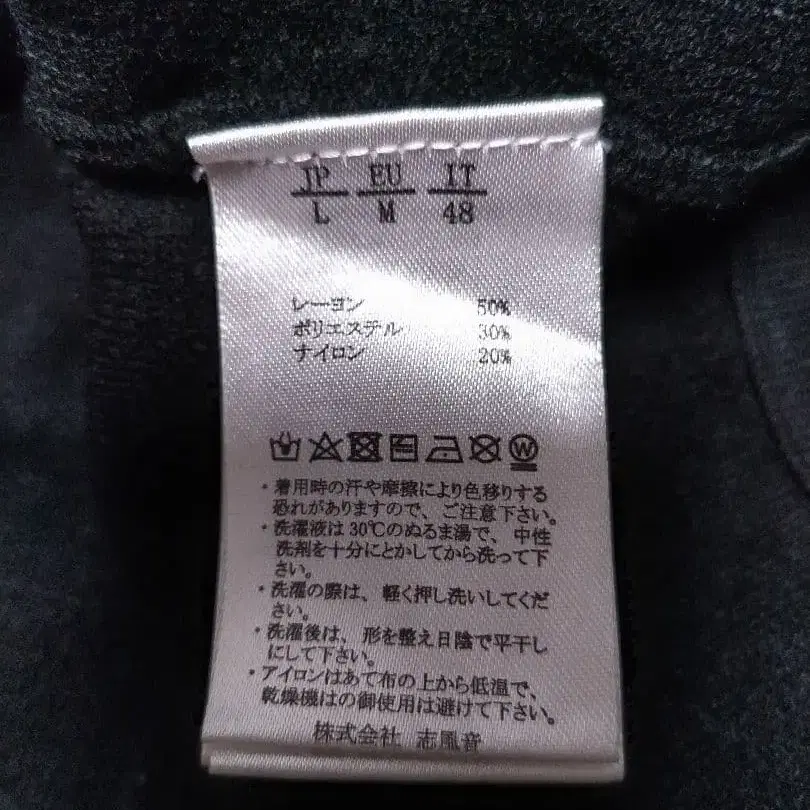 JP EU IT
L M 48
レーヨン 50%
ポリエステル 30%
ナイロン 20%
W
・着用時の汗や摩擦により色移りする
恐れがありますので、ご注意下さい。
・洗濯液は30℃のぬるま湯で、中性
洗剤を十分にとかしてから洗って下
さい。
・洗濯の際は、軽く押し洗いしてくだ
さい。
・洗濯後は、形を整え日陰で平干し
にして下さい。
・アイロンはあて布の上から低温で、
乾燥機はの御使用は避けて下さい。
株式会社 志風音